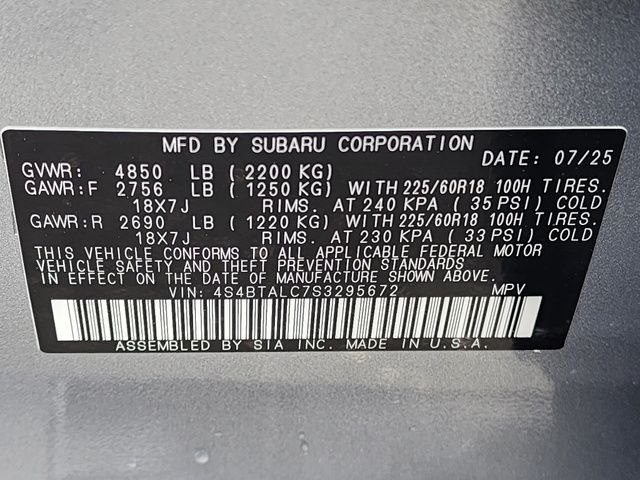 MFD BY SUBARU CORPORATION
DATE: 07/25
GVWR: 4850 LB (2200 KG)
GAWR:F 2756 LB (1250 KG) WITH 225/60R18 100H TIRES.
18X7J RIMS. AT 240 KPA (35 PSI) COLD
GAWR:R 2690 LB (1220 KG) WITH 225/60R18 100H TIRES.
18X7J RIMS. AT 230 KPA (33 PSI) COLD
THIS VEHICLE CONFORMS TO ALL APPLICABLE FEDERAL MOTOR
VEHICLE SAFETY AND THEFT PREVENTION STANDARDS
IN EFFECT ON THE DATE OF MANUFACTURE SHOWN ABOVE.
VIN: 4S4BTALC7S3295672 MPV
ASSEMBLED BY SIA INC. MADE IN U.S.A.